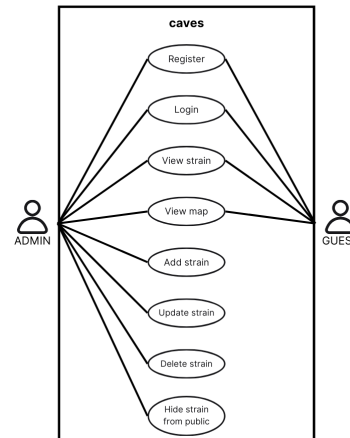 caves
Register
Login
View strain
View map
ADMIN
GUES
Add strain
Update strain
Delete strain
Hide strain
from public